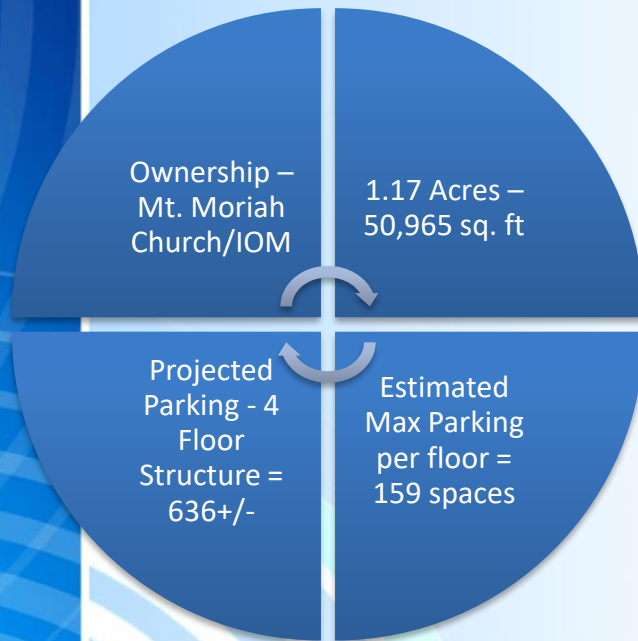 Ownership –
Mt. Moriah
Church/IOM
1.17 Acres –
50,965 sq. ft
Projected
Parking - 4
Floor
Structure =
636+/-
Estimated
Max Parking
per floor =
159 spaces